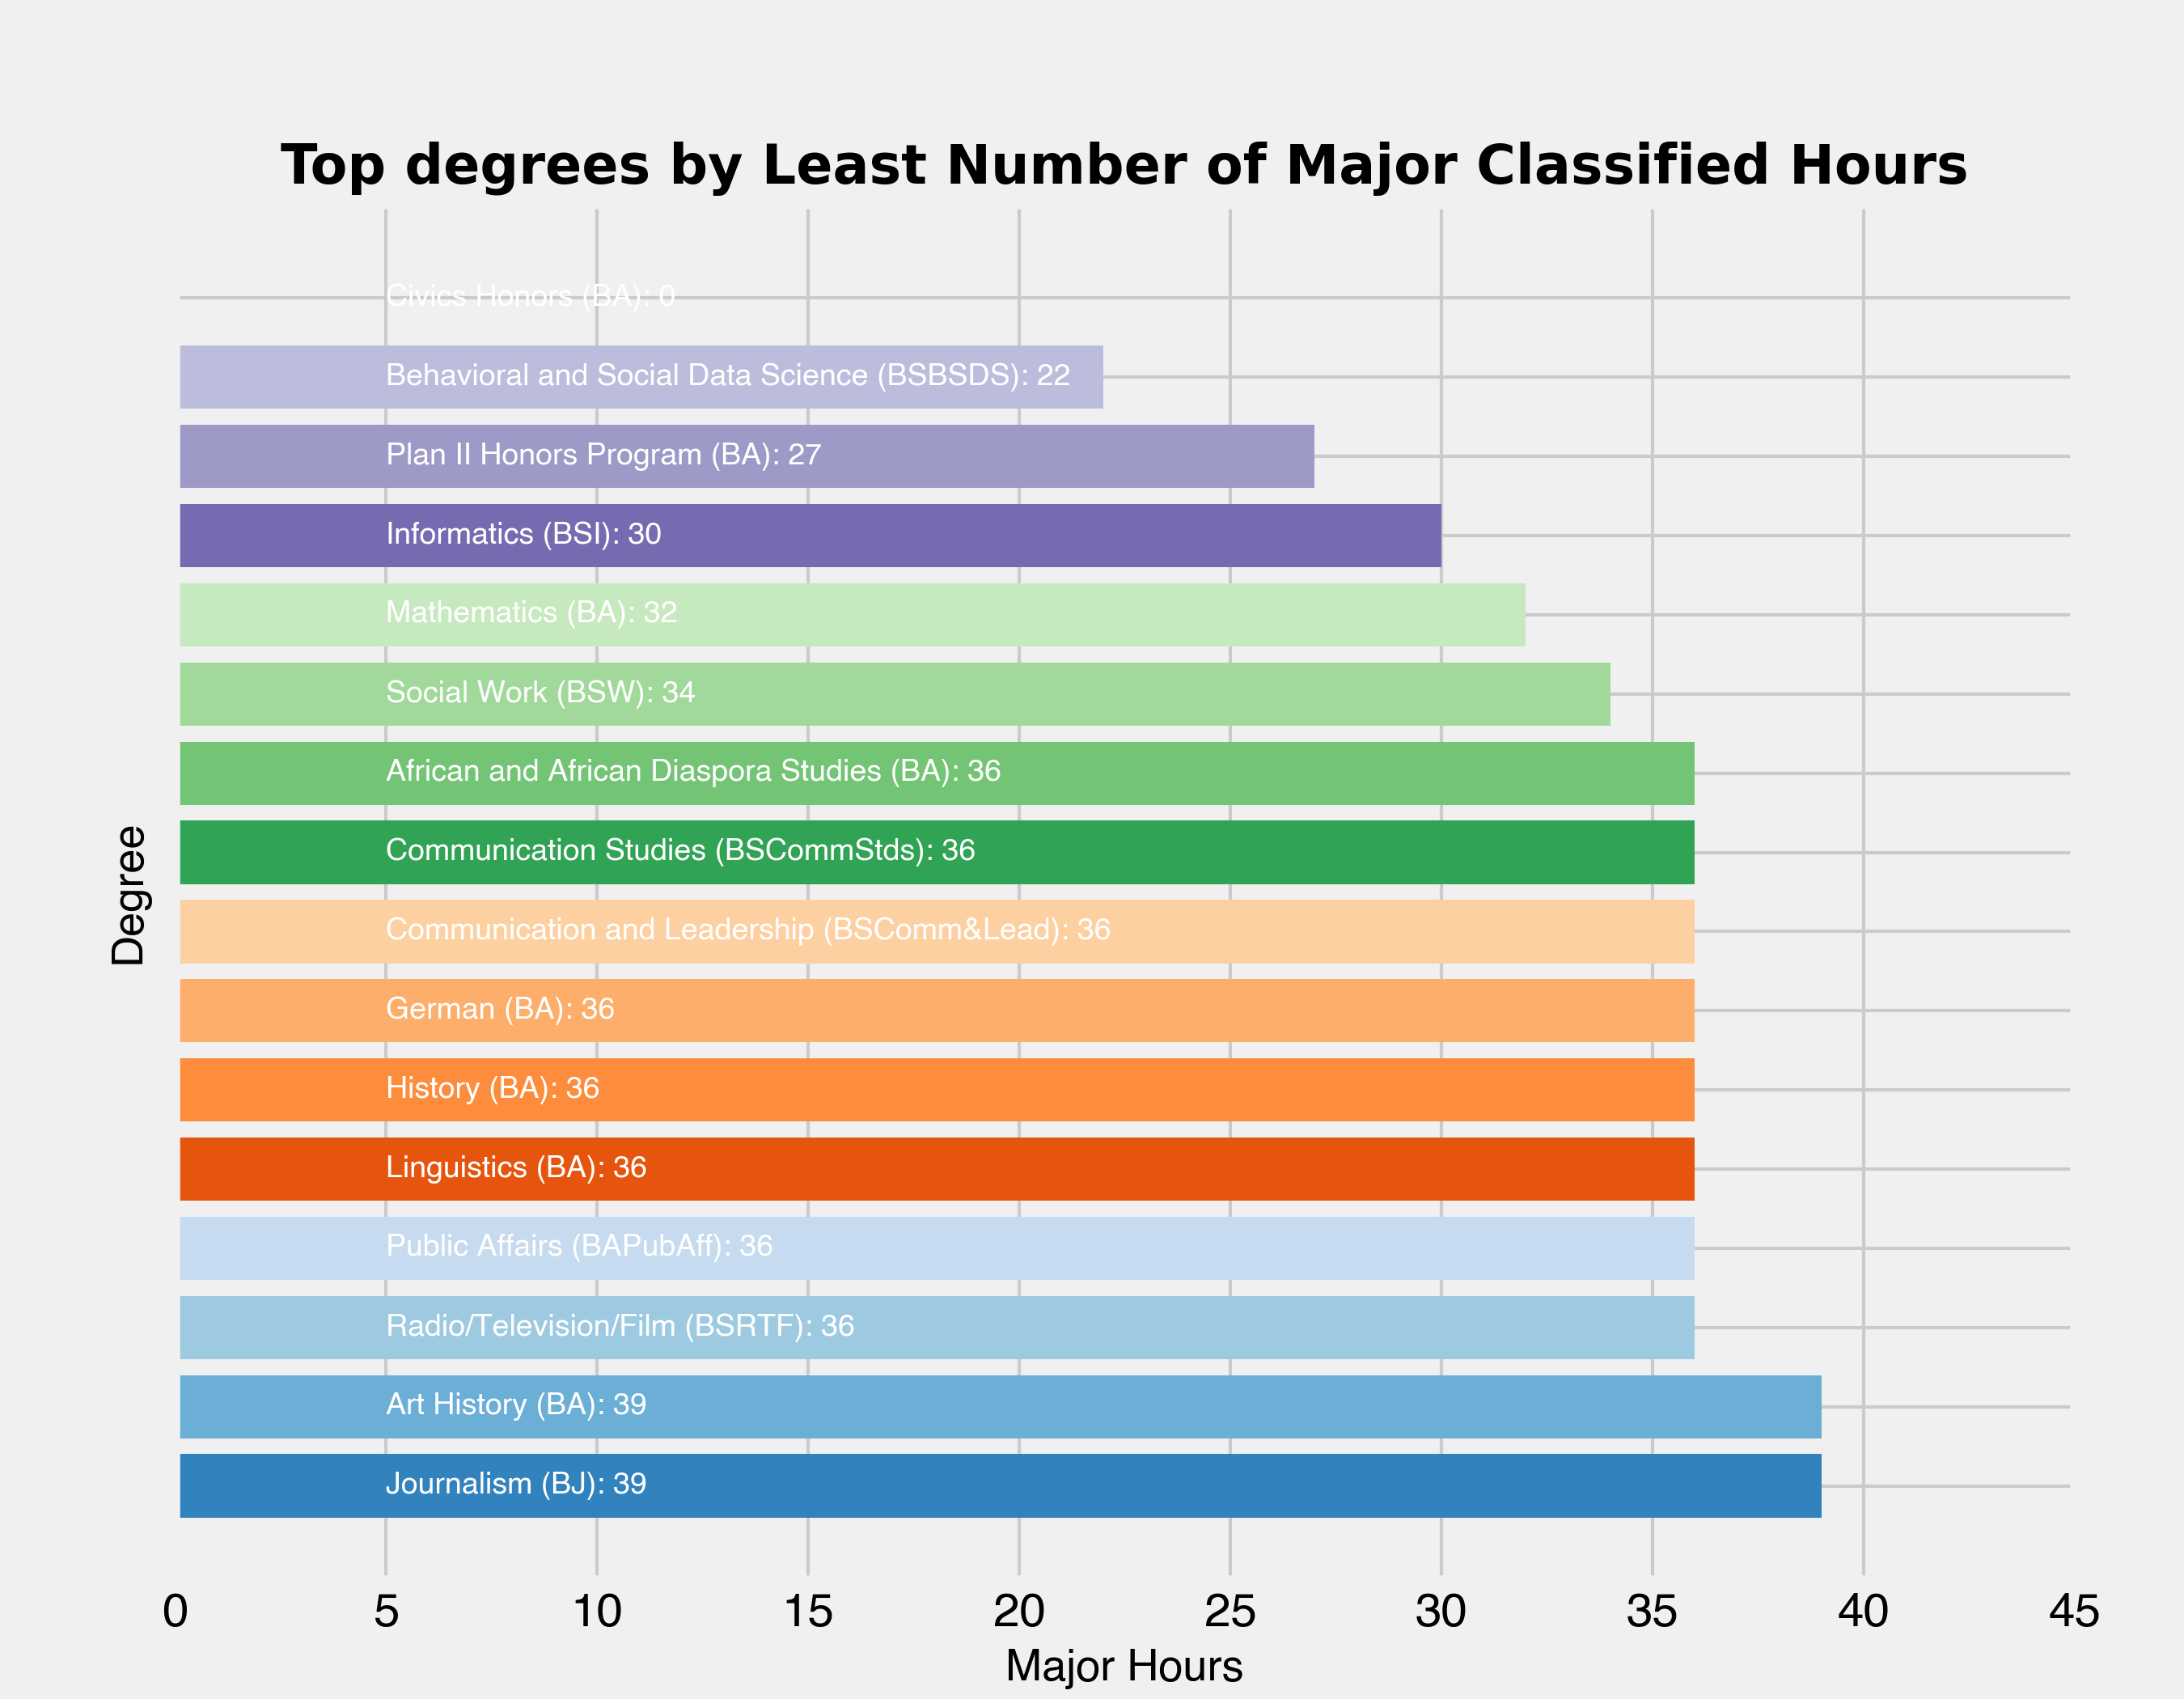 Top degrees by Least Number of Major Classified Hours
Civics Honors (BA): 0
Behavioral and Social Data Science (BSBSDS): 22
Plan II Honors Program (BA): 27
Informatics (BSI): 30
Mathematics (BA): 32
Social Work (BSW): 34
African and African Diaspora Studies (BA): 36
Communication Studies (BSCommStds): 36
Communication and Leadership (BSComm&Lead): 36
German (BA): 36
History (BA): 36
Linguistics (BA): 36
Public Affairs (BAPubAff): 36
Radio/Television/Film (BSRTF): 36
Art History (BA): 39
Journalism (BJ): 39
Degree
0 5 10 15 20 25 30 35 40 45
Major Hours